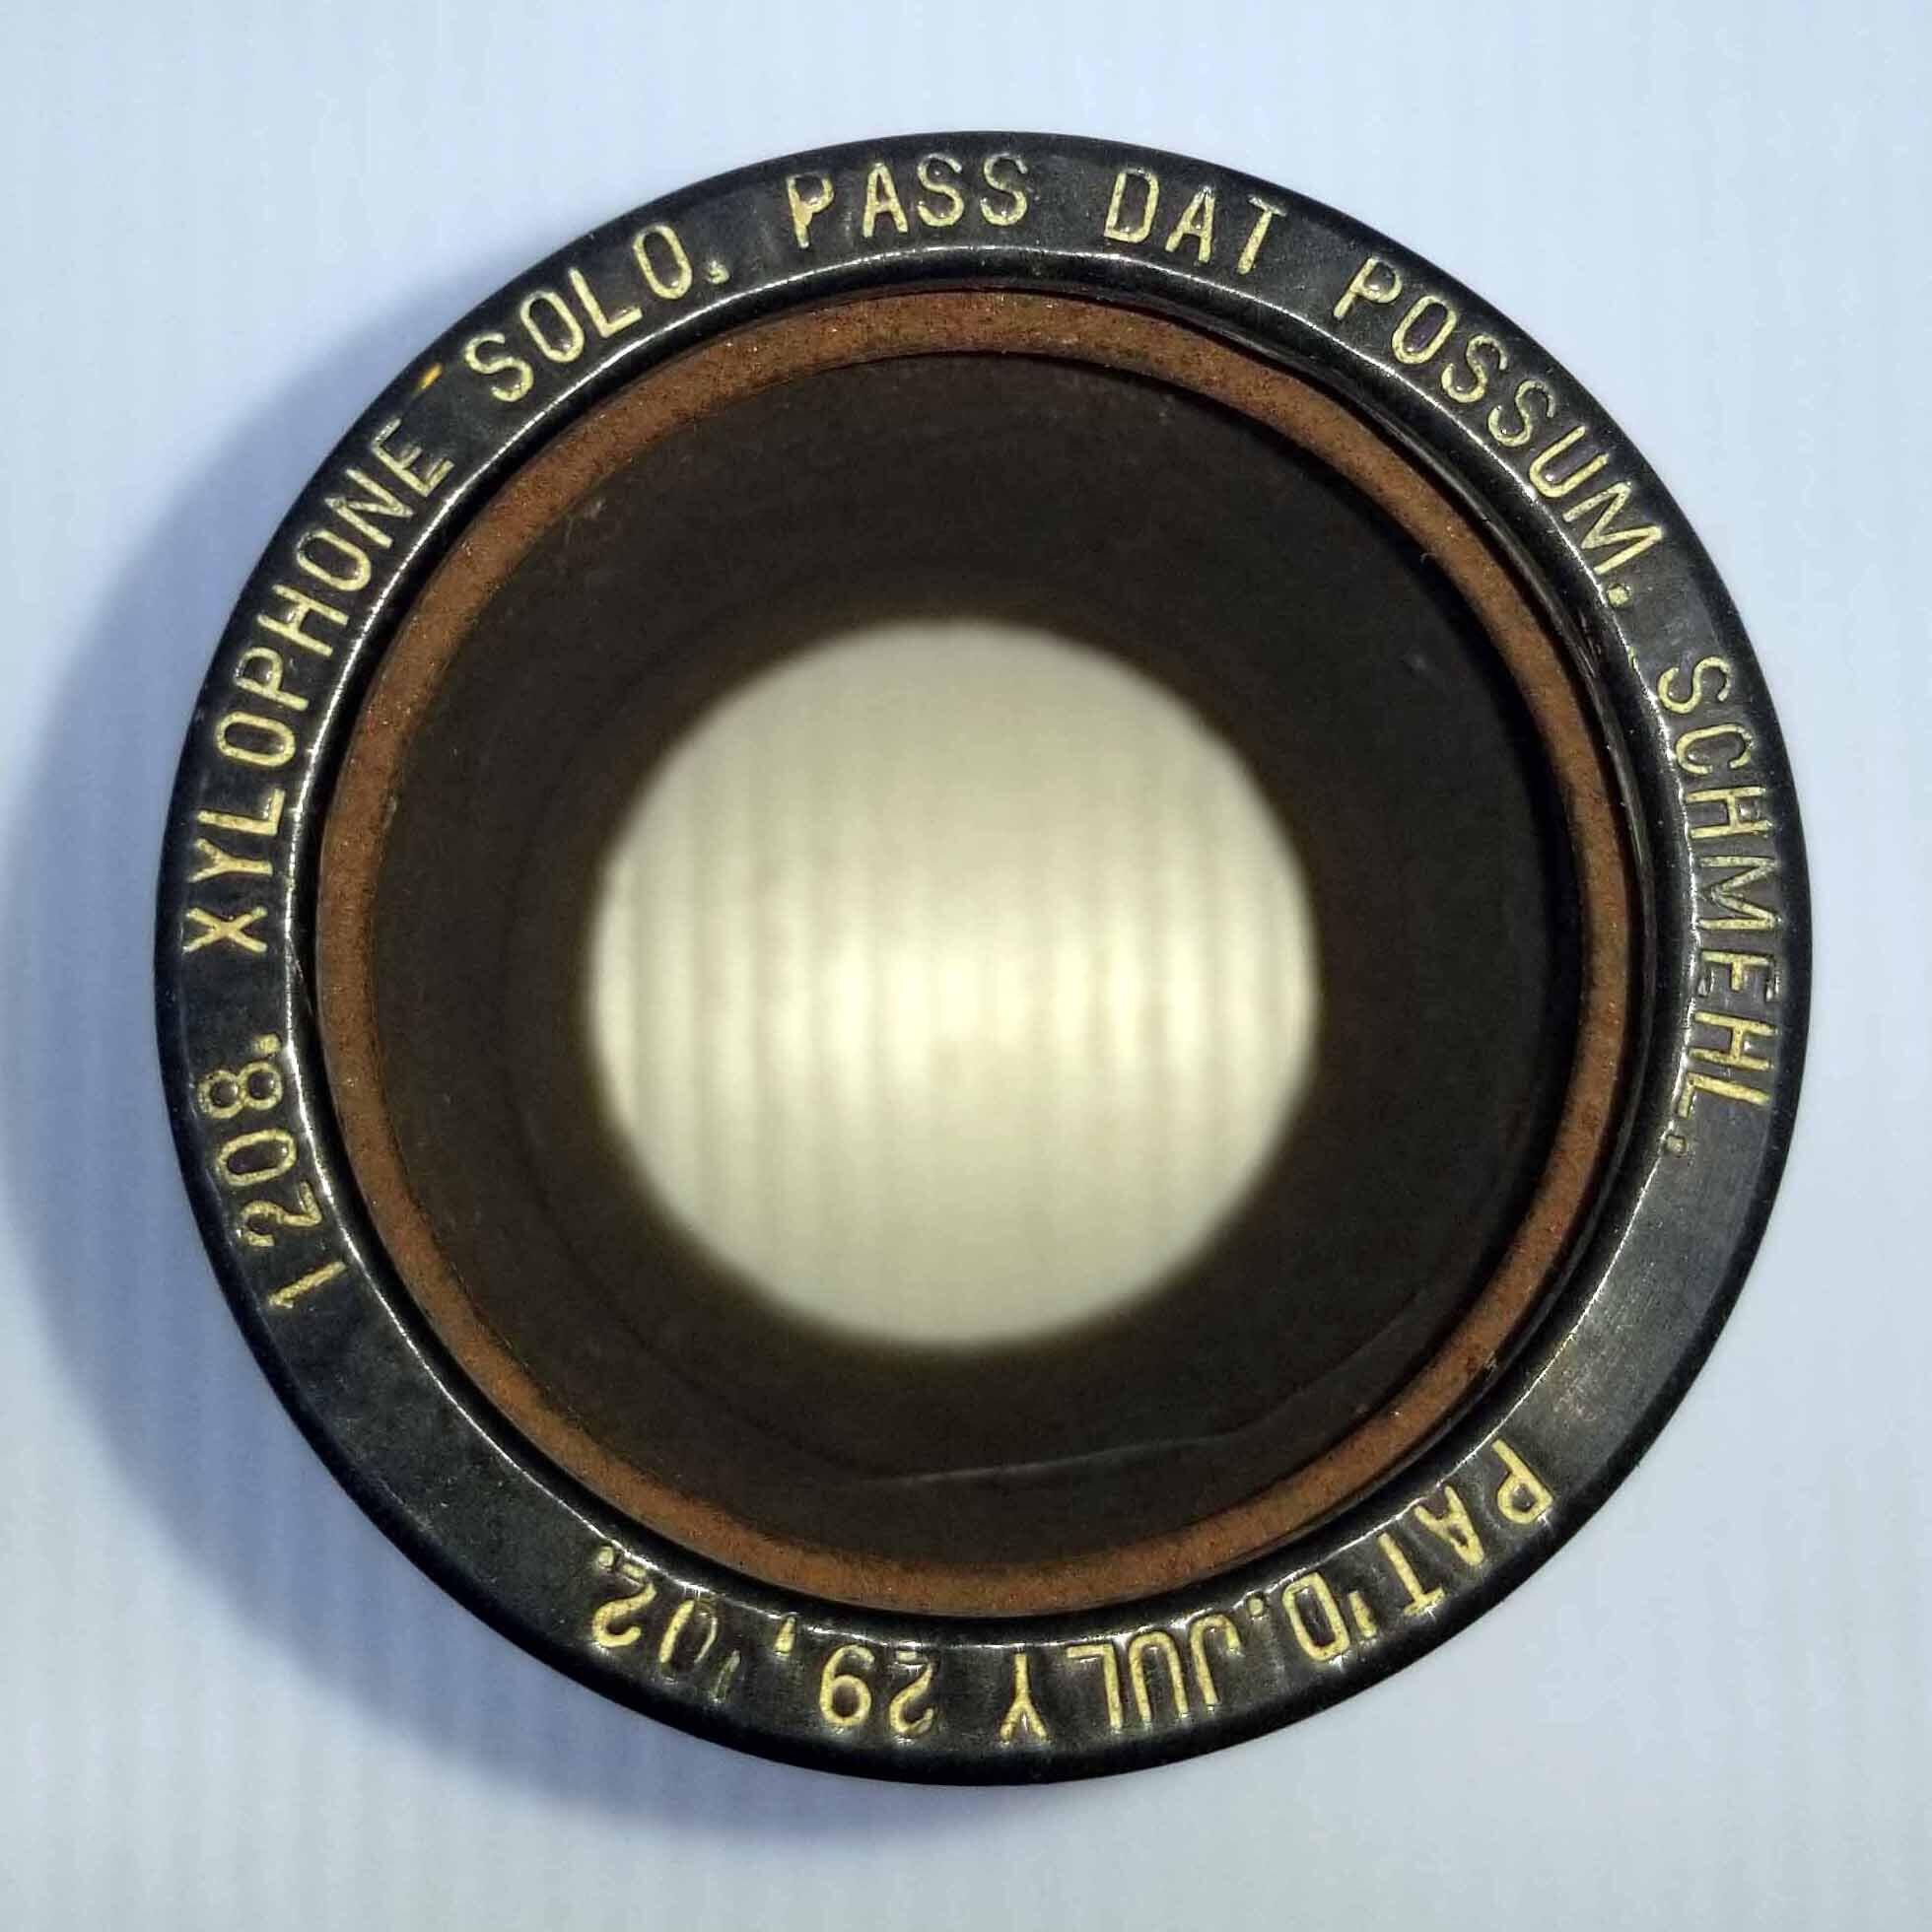 1208. XYLOPHONE SOLO. PASS DAT POSSUM. SCHMEHL.
PAT'D. JULY 29, '02.